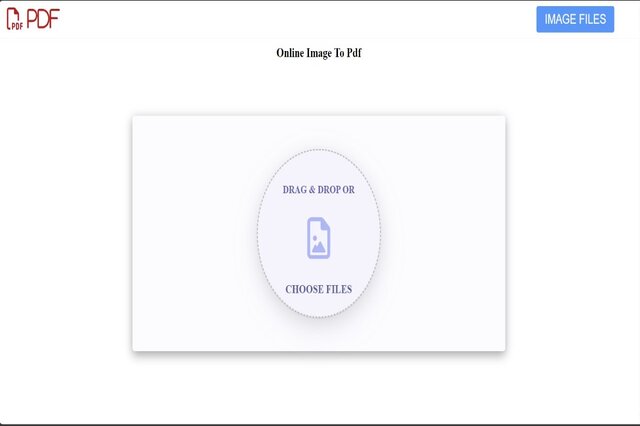 PDF PDF
IMAGE FILES
Online Image To Pdf
DRAG & DROP OR
CHOOSE FILES